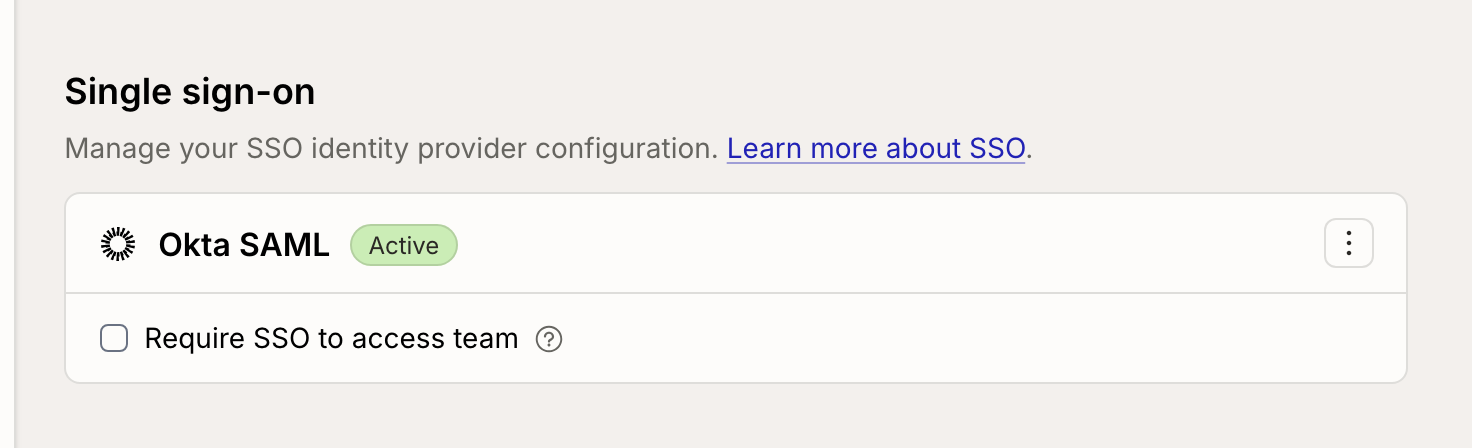 Single sign-on
Manage your SSO identity provider configuration. Learn more about SSO.
Okta SAML Active
Require SSO to access team ?